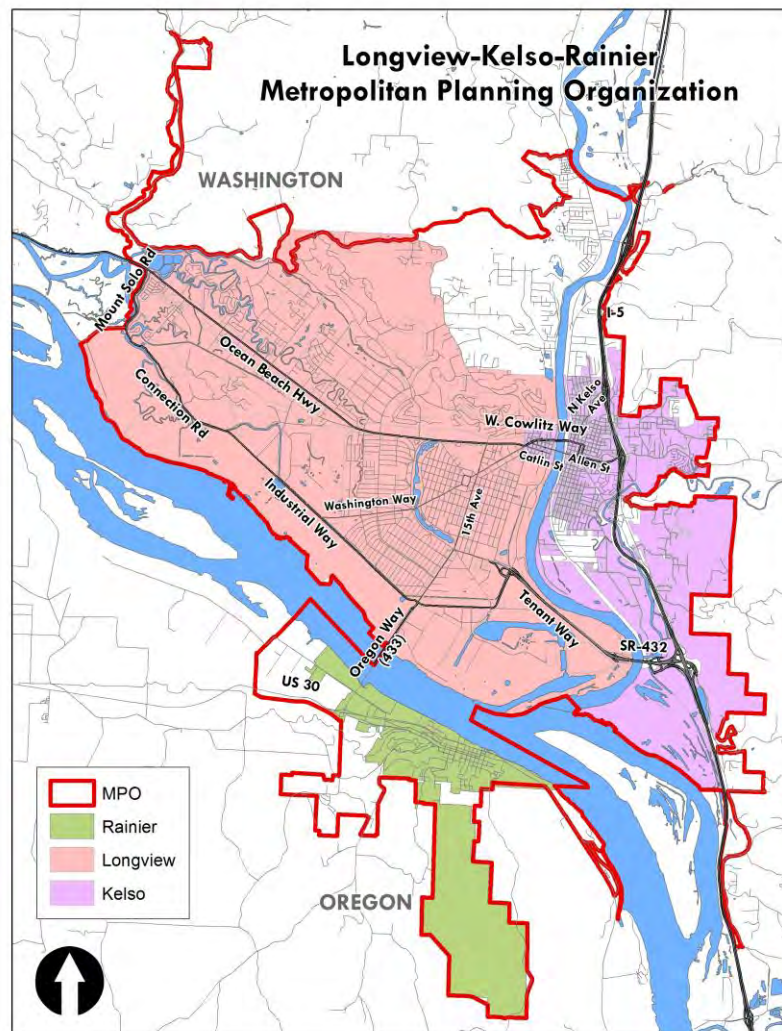 Longview-Kelso-Rainier
Metropolitan Planning Organization
WASHINGTON
Mount Solo Rd
I-5
Ocean Beach Hwy
N Kelso
Ave
Connection Rd
W. Cowlitz Way
Catlin St
Allen St
Industrial Way
Washington Way
15th Ave
Tenant Way
Oregon Way
(433)
SR-432
US 30
MPO
Rainier
Longview
Kelso
OREGON